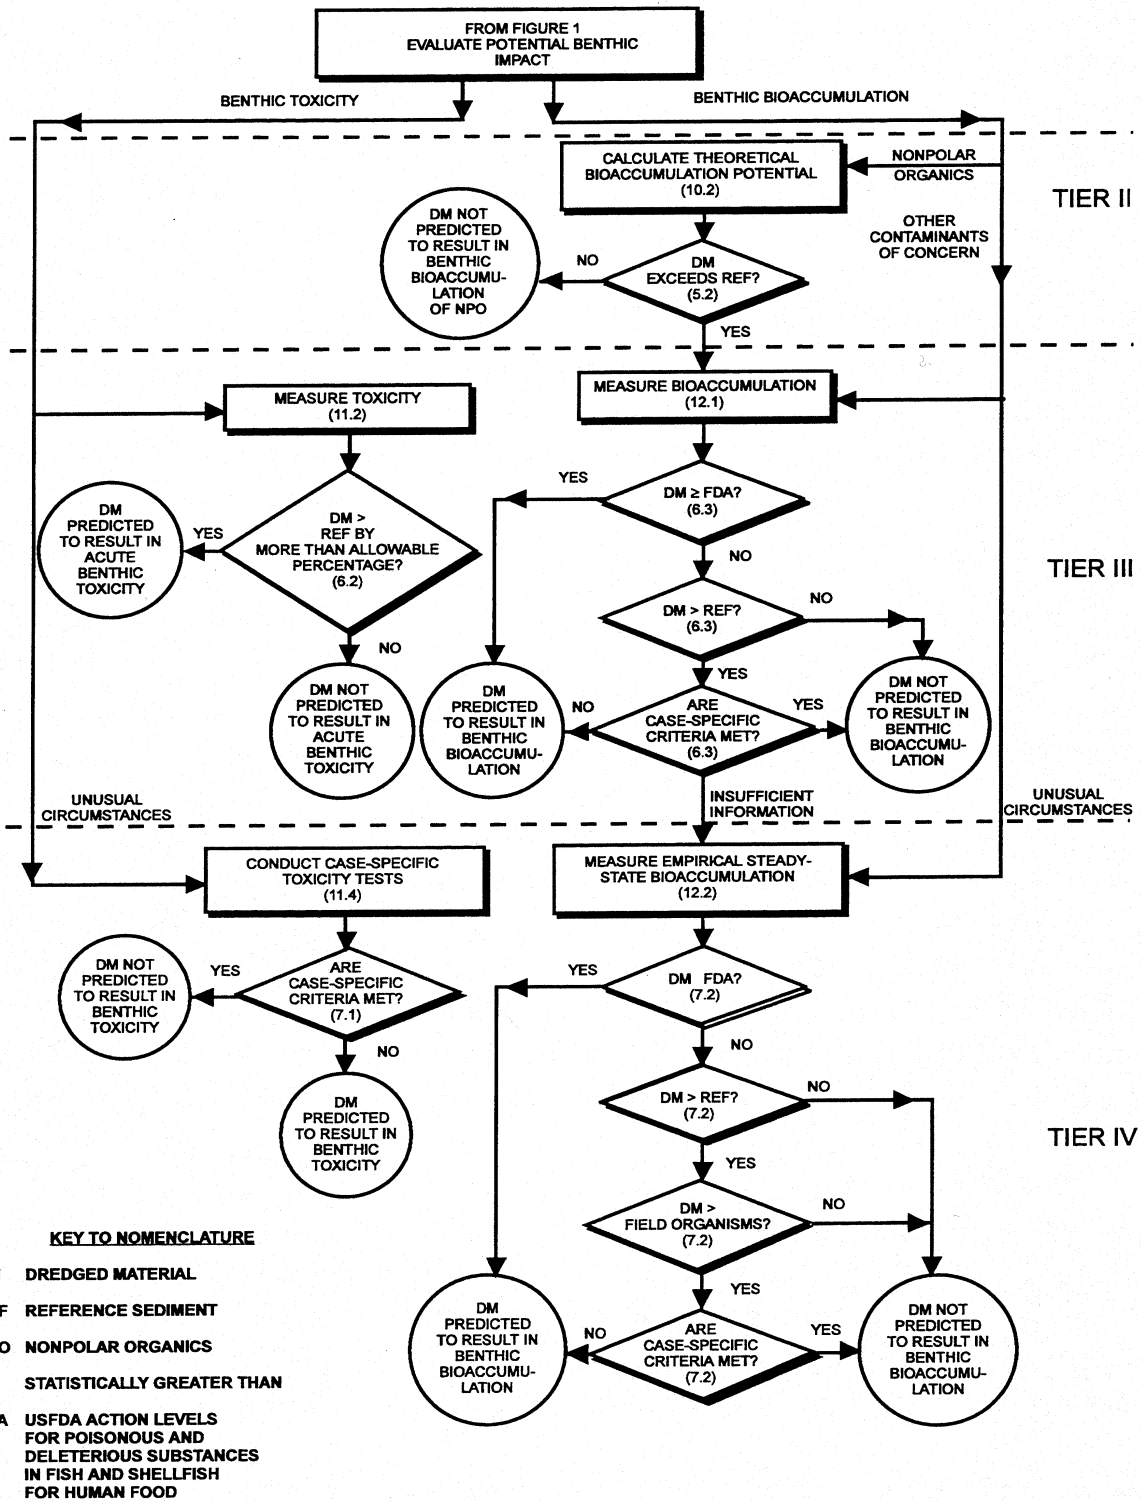 FROM FIGURE 1
EVALUATE POTENTIAL BENTHIC
IMPACT
BENTHIC TOXICITY
BENTHIC BIOACCUMULATION
CALCULATE THEORETICAL
BIOACCUMULATION POTENTIAL
(10.2)
NONPOLAR
ORGANICS
TIER II
DM NOT
PREDICTED
TO RESULT IN
BENTHIC
BIOACCUMU-
LATION
OF NPO
NO
DM
EXCEEDS REF?
(5.2)
OTHER
CONTAMINANTS
OF CONCERN
YES
MEASURE TOXICITY
(11.2)
MEASURE BIOACCUMULATION
(12.1)
DM
PREDICTED
TO RESULT IN
ACUTE
BENTHIC
TOXICITY
YES
DM >
REF BY
MORE THAN ALLOWABLE
PERCENTAGE?
(6.2)
YES
DM ≥ FDA?
(6.3)
NO
TIER III
DM > REF?
(6.3)
NO
NO
YES
DM NOT
PREDICTED
TO RESULT IN
ACUTE
BENTHIC
TOXICITY
DM
PREDICTED
TO RESULT IN
BENTHIC
BIOACCUMU-
LATION
NO
ARE
CASE-SPECIFIC
CRITERIA MET?
(6.3)
YES
DM NOT
PREDICTED
TO RESULT IN
BENTHIC
BIOACCUMU-
LATION
UNUSUAL
CIRCUMSTANCES
INSUFFICIENT
INFORMATION
UNUSUAL
CIRCUMSTANCES
CONDUCT CASE-SPECIFIC
TOXICITY TESTS
(11.4)
MEASURE EMPIRICAL STEADY-
STATE BIOACCUMULATION
(12.2)
DM NOT
PREDICTED
TO RESULT IN
BENTHIC
TOXICITY
YES
ARE
CASE-SPECIFIC
CRITERIA MET?
(7.1)
NO
YES
DM FDA?
(7.2)
NO
DM
PREDICTED
TO RESULT IN
BENTHIC
TOXICITY
DM > REF?
(7.2)
NO
TIER IV
YES
DM >
FIELD ORGANISMS?
(7.2)
NO
YES
DM
PREDICTED
TO RESULT IN
BENTHIC
BIOACCUMU-
LATION
NO
ARE
CASE-SPECIFIC
CRITERIA MET?
(7.2)
YES
DM NOT
PREDICTED
TO RESULT IN
BENTHIC
BIOACCUMU-
LATION
KEY TO NOMENCLATURE
DREDGED MATERIAL
F REFERENCE SEDIMENT
O NONPOLAR ORGANICS
STATISTICALLY GREATER THAN
A USFDA ACTION LEVELS
FOR POISONOUS AND
DELETERIOUS SUBSTANCES
IN FISH AND SHELLFISH
FOR HUMAN FOOD